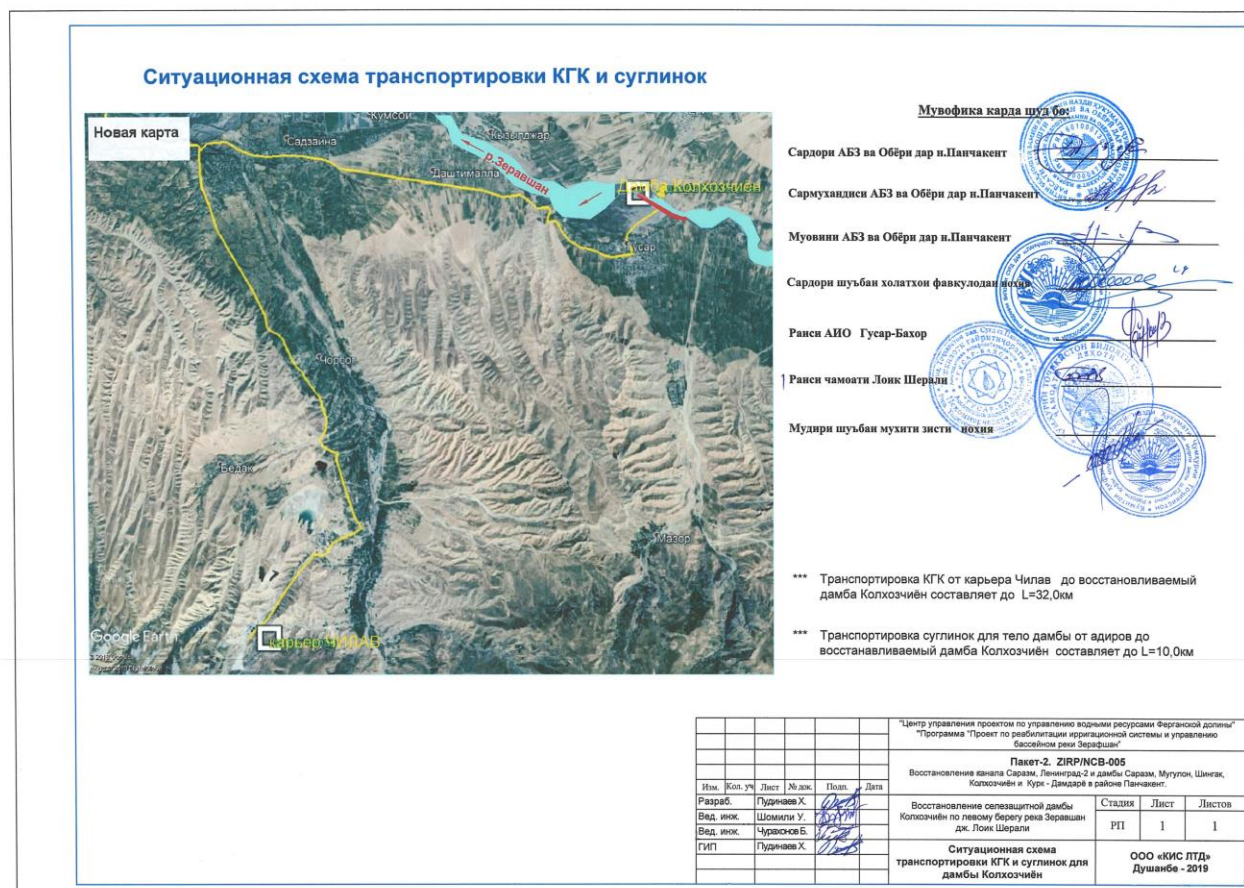 Ситуационная схема транспортировки КГК и суглинок
Новая карта
Кумсой
Садзаина
Кызылджар
Даштималла
р.Зеравшан
Дамба Колхозчиён
Гусар
Чорсог
Бедак
Мазор
карьер ЧИЛАВ
Google Earth
Мувофика карда шуд бо:
Сардори АБЗ ва Обёри дар н.Панчакент
Сармухандиси АБЗ ва Обёри дар н.Панчакент
Муовини АБЗ ва Обёри дар н.Панчакент
Сардори шуъбаи холатхои фавкулодаи нохия
Раиси АИО Гусар-Бахор
Раиси чамоати Лоик Шерали
Мудири шуъбаи мухити зисти нохия
*** Транспортировка КГК от карьера Чилав до восстановливаемый
дамба Колхозчиён составляет до L=32,0км
*** Транспортировка суглинок для тело дамбы от адиров до
восстанавливаемый дамба Колхозчиён составляет до L=10,0км
"Центр управления проектом по управлению водными ресурсами Ферганской долины"
"Программа "Проект по реабилитации ирригационной системы и управлению
бассейном реки Зерафшан"
Пакет-2. ZIRP/NCB-005
Восстановление канала Саразм, Ленинград-2 и дамбы Саразм, Мугулон, Шингак,
Колхозчиён и Курк - Дамдарё в районе Панчакент.
Изм. Кол. уч Лист № док. Подп. Дата
Разраб. Пудинаев Х.
Вед. инж. Шомили У.
Вед. инж. Чурахонов Б.
ГИП Пудинаев Х.
Восстановление селезащитной дамбы
Колхозчиён по левому берегу река Зеравшан
дж. Лоик Шерали
Стадия Лист Листов
РП 1 1
Ситуационная схема
транспортировки КГК и суглинок для
дамбы Колхозчиён
ООО «КИС ЛТД»
Душанбе - 2019